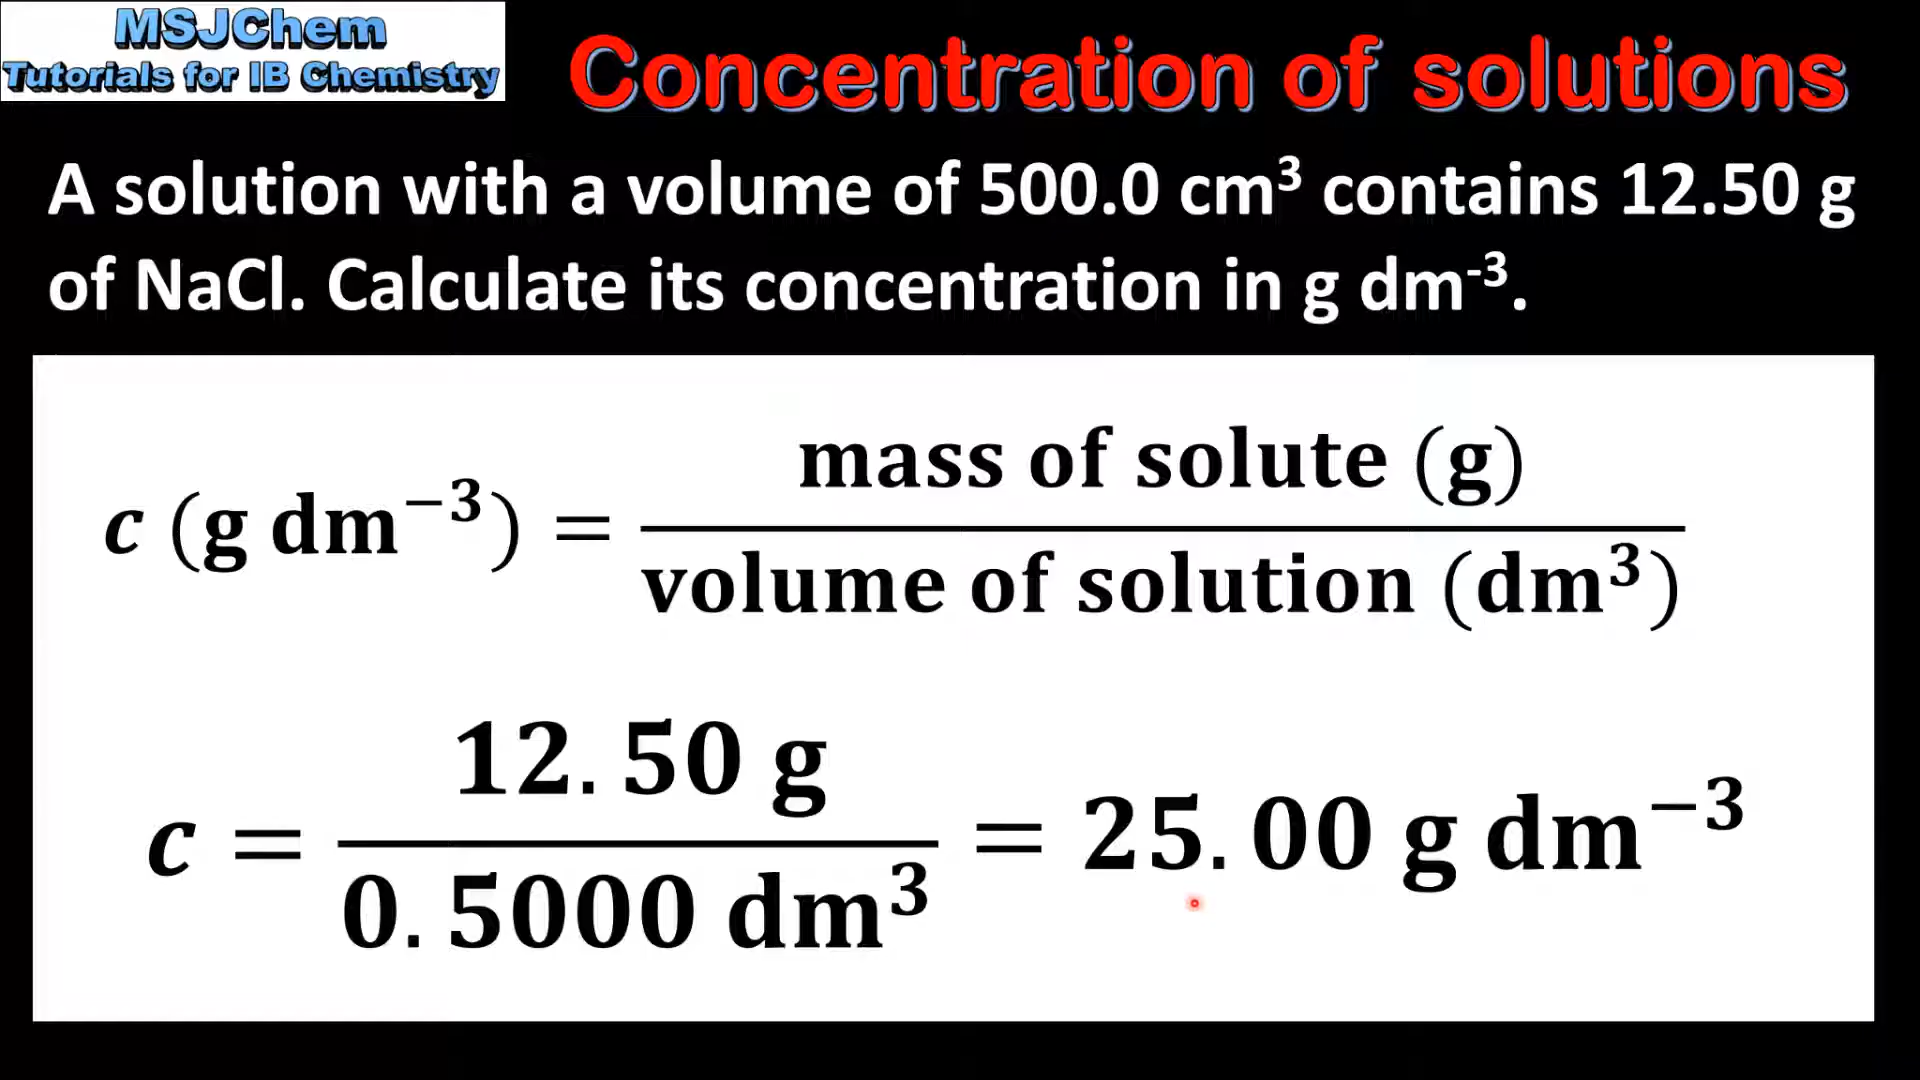 MSJChem
Tutorials for IB Chemistry
Concentration of solutions
A solution with a volume of 500.0 cm³ contains 12.50 g
of NaCl. Calculate its concentration in g dm⁻³.
c (g dm⁻³) = mass of solute (g) / volume of solution (dm³)
c = 12.50 g / 0.5000 dm³ = 25.00 g dm⁻³